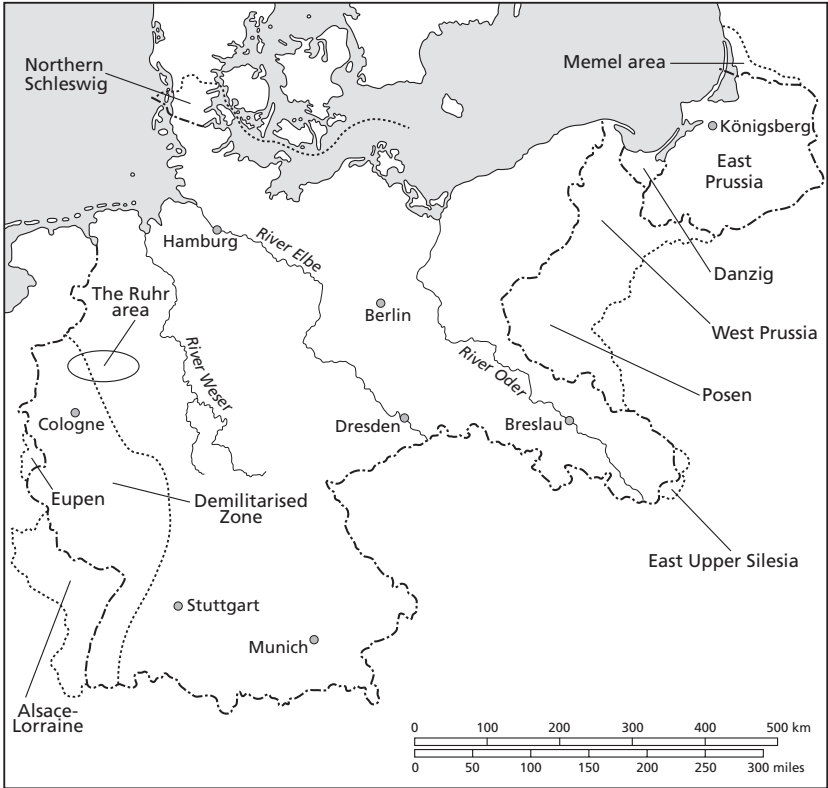 Northern
Schleswig
Memel area
Königsberg
East
Prussia
Hamburg
River Elbe
Danzig
The Ruhr
area
Berlin
West Prussia
River Weser
River Oder
Posen
Cologne
Dresden
Breslau
Eupen
Demilitarised
Zone
East Upper Silesia
Stuttgart
Munich
Alsace-
Lorraine
0 100 200 300 400 500 km
0 50 100 150 200 250 300 miles